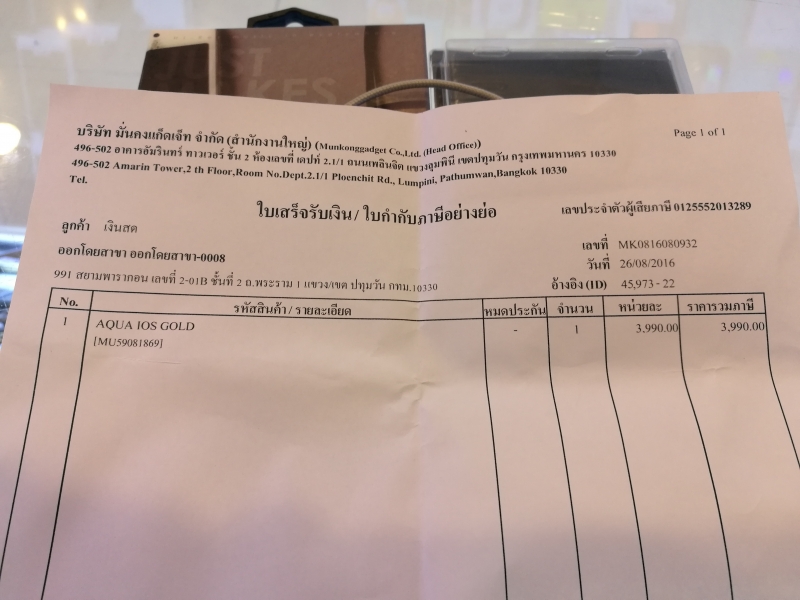 JUST
Page 1 of 1
บริษัท มั่นคงแก็ดเจ็ท จำกัด (สำนักงานใหญ่) (Munkonggadget Co.,Ltd. (Head Office))
496-502 อาคารอัมรินทร์ ทาวเวอร์ ชั้น 2 ห้องเลขที่ เดปท์ 2.1/1 ถนนเพลินจิต แขวงลุมพินี เขตปทุมวัน กรุงเทพมหานคร 10330
496-502 Amarin Tower,2 th Floor,Room No.Dept.2.1/1 Ploenchit Rd., Lumpini, Pathumwan,Bangkok 10330
Tel.
ใบเสร็จรับเงิน / ใบกำกับภาษีอย่างย่อ
เลขประจำตัวผู้เสียภาษี 0125552013289
ลูกค้า เงินสด
เลขที่ MK0816080932
ออกโดยสาขา ออกโดยสาขา-0008
วันที่ 26/08/2016
991 สยามพารากอน เลขที่ 2-01B ชั้นที่ 2 ถ.พระราม 1 แขวง/เขต ปทุมวัน กทม.10330
อ้างอิง (ID) 45,973 - 22
No. รหัสสินค้า / รายละเอียด หมดประกัน จำนวน หน่วยละ ราคารวมภาษี
1 AQUA IOS GOLD - 1 3,990.00 3,990.00
[MU59081869]